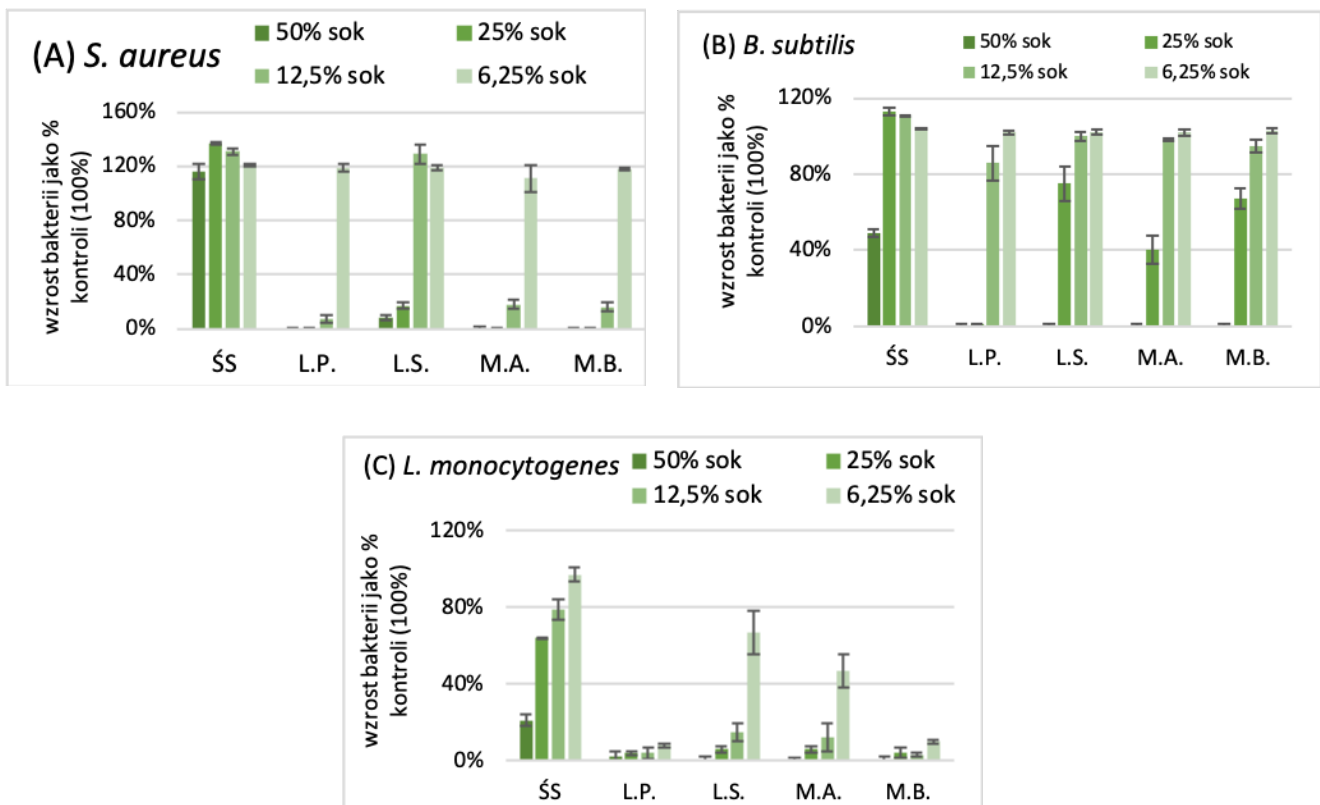 (A) S. aureus
50% sok
25% sok
12,5% sok
6,25% sok
wzrost bakterii jako %
kontroli (100%)
160%
120%
80%
40%
0%
ŚS
L.P.
L.S.
M.A.
M.B.
(B) B. subtilis
50% sok
25% sok
12,5% sok
6,25% sok
wzrost bakterii jako %
kontroli (100%)
120%
80%
40%
0%
ŚS
L.P.
L.S.
M.A.
M.B.
(C) L. monocytogenes
50% sok
25% sok
12,5% sok
6,25% sok
wzrost bakterii jako %
kontroli (100%)
120%
80%
40%
0%
ŚS
L.P.
L.S.
M.A.
M.B.